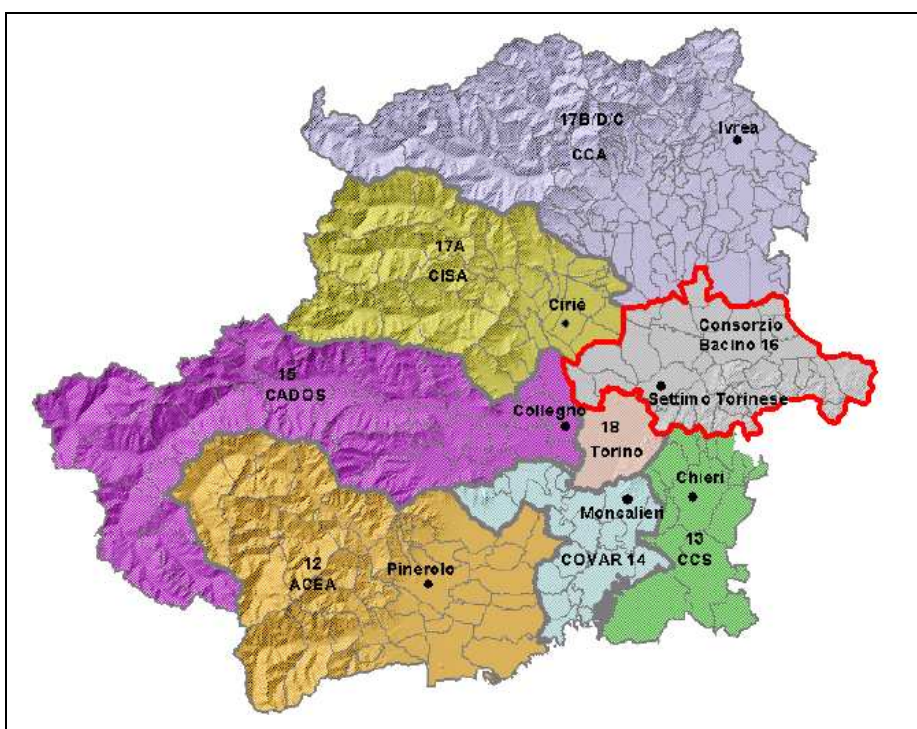 17B/D/C
CCA
Ivrea
17A
CISA
Ciriè
Consorzio
Bacino 16
Settimo Torinese
15
CADOS
Collegno
18
Torino
Chieri
Moncalieri
13
CCS
12
ACEA
Pinerolo
COVAR 14